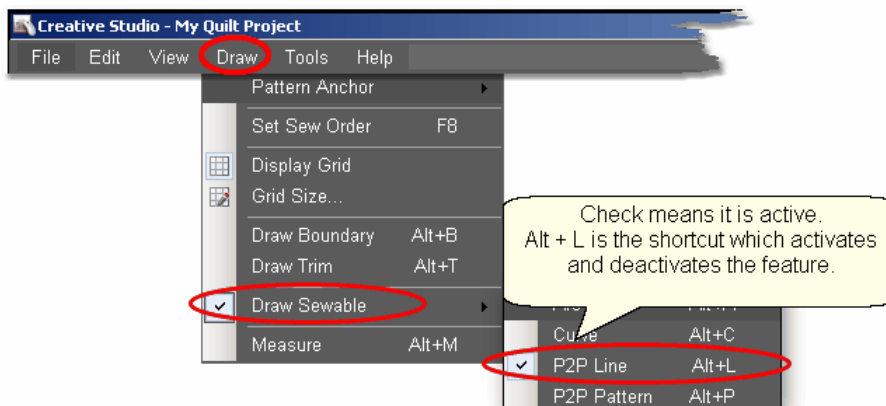 Creative Studio - My Quilt Project
File Edit View Draw Tools Help
Pattern Anchor
Set Sew Order F8
Display Grid
Grid Size...
Draw Boundary Alt+B
Draw Trim Alt+T
Draw Sewable
Measure Alt+M
Check means it is active.
Alt + L is the shortcut which activates
and deactivates the feature.
Curve Alt+C
P2P Line Alt+L
P2P Pattern Alt+P